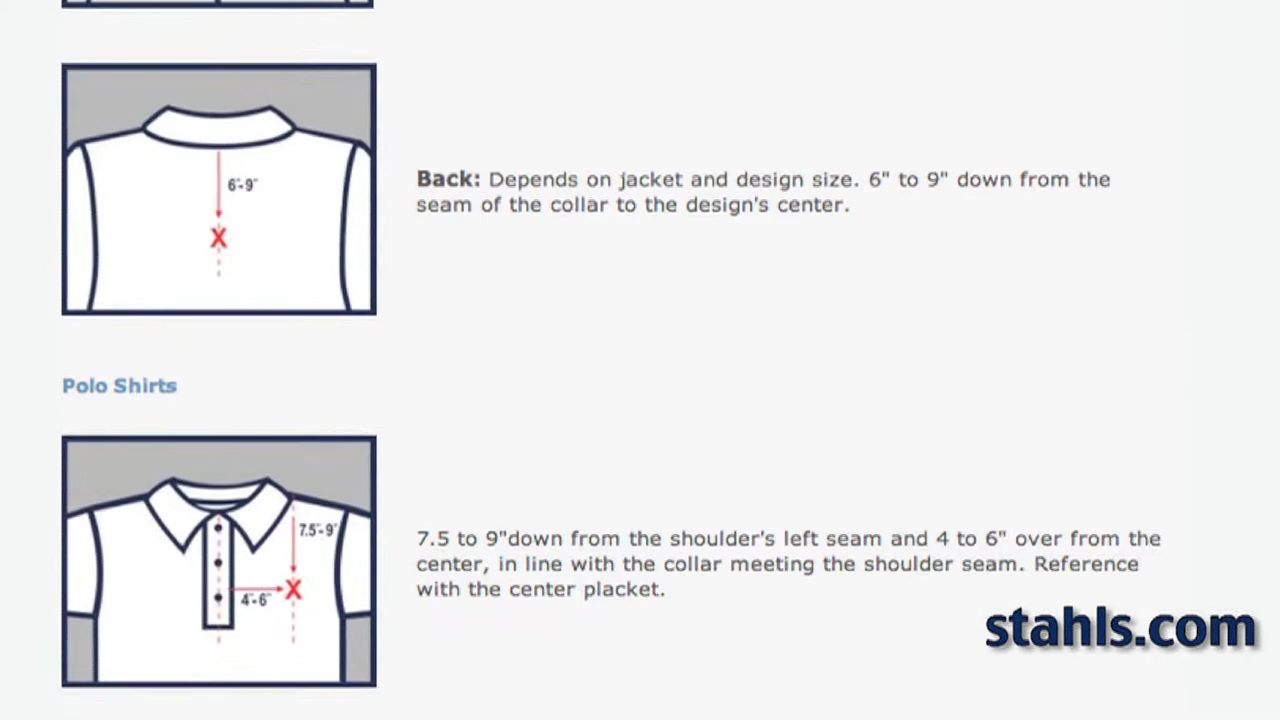 6"-9"
X
Back: Depends on jacket and design size. 6" to 9" down from the
seam of the collar to the design's center.
Polo Shirts
7.5"-9"
4"-6"
X
7.5 to 9"down from the shoulder's left seam and 4 to 6" over from the
center, in line with the collar meeting the shoulder seam. Reference
with the center placket.
stahls.com